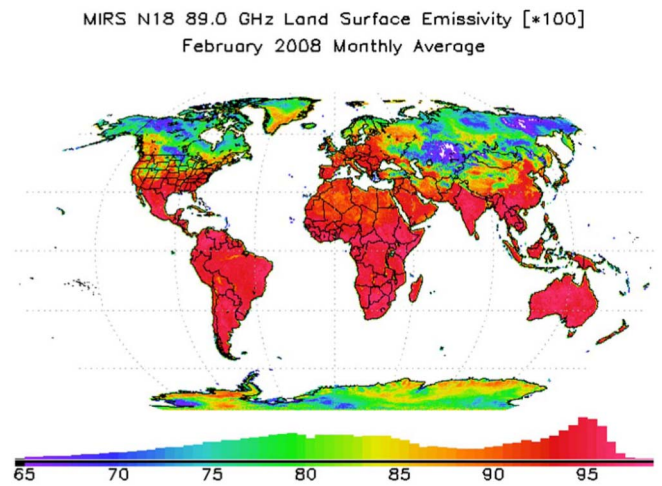 MIRS N18 89.0 GHz Land Surface Emissivity [*100]
February 2008 Monthly Average
65 70 75 80 85 90 95